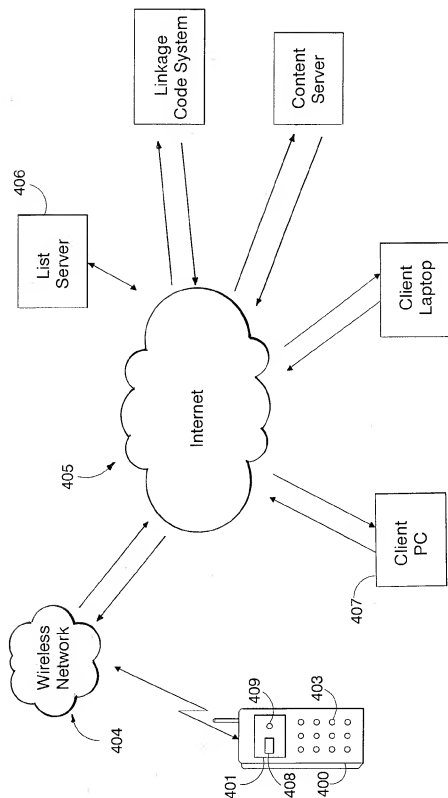 Linkage
Code System
Content
Server
406
List
Server
Client
Laptop
Internet
405
Client
PC
407
Wireless
Network
404
409
403
401
408
400